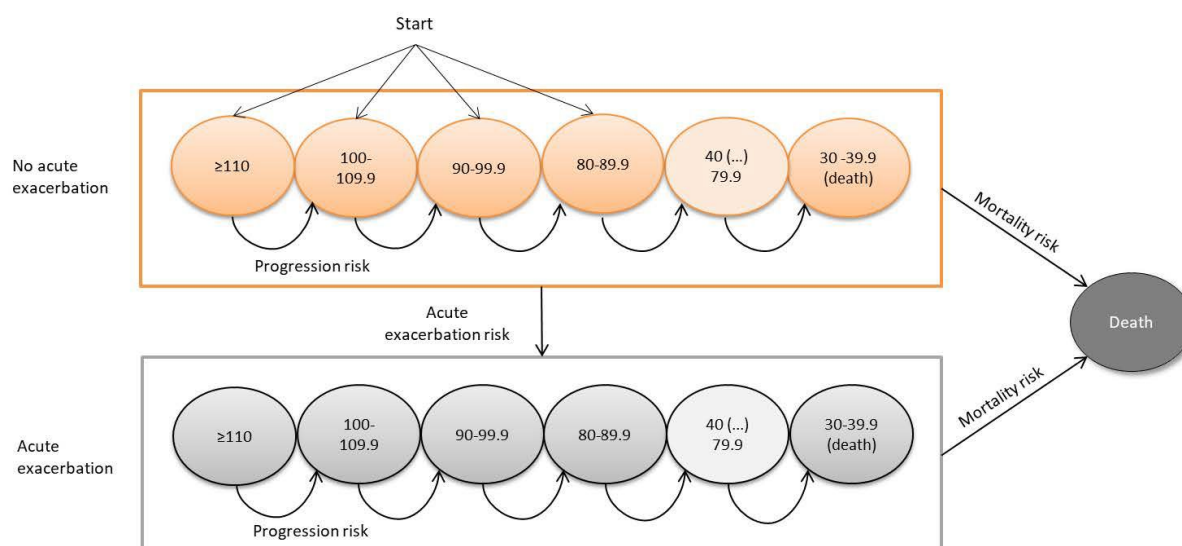 Start
No acute
exacerbation
≥110
100-
109.9
90-99.9
80-89.9
40 (...)
79.9
30 -39.9
(death)
Progression risk
Mortality risk
Acute
exacerbation risk
Death
Acute
exacerbation
≥110
100-
109.9
90-99.9
80-89.9
40 (...)
79.9
30-39.9
(death)
Progression risk
Mortality risk